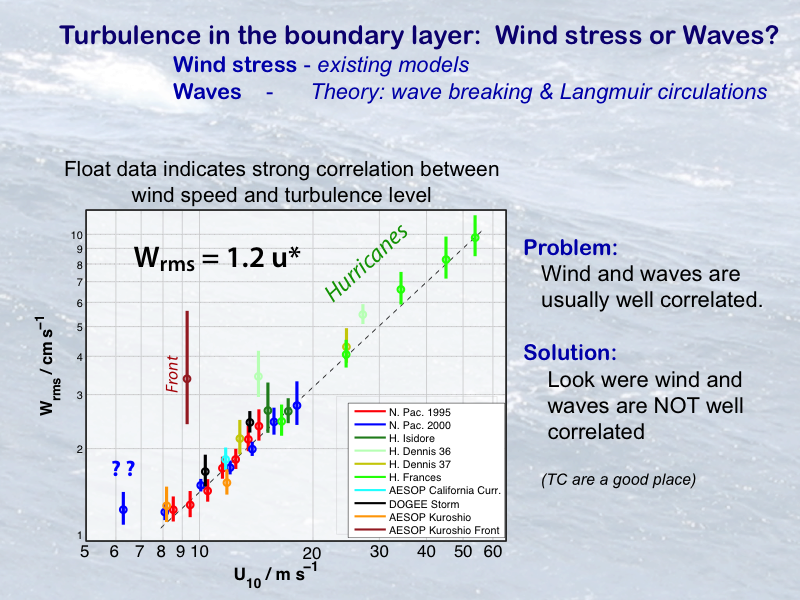 Turbulence in the boundary layer:  Wind stress or Waves?
Wind stress - existing models
Waves   -   Theory: wave breaking & Langmuir circulations
Float data indicates strong correlation between
wind speed and turbulence level
Wrms = 1.2 u*
Hurricanes
Front
??
Wrms / cm s−1
10
9
8
7
6
5
4
3
2
1
N. Pac. 1995
N. Pac. 2000
H. Isidore
H. Dennis 36
H. Dennis 37
H. Frances
AESOP California Curr.
DOGEE Storm
AESOP Kuroshio
AESOP Kuroshio Front
5 6 7 8 9 10 20 30 40 50 60
U10 / m s−1
Problem:
Wind and waves are
usually well correlated.
Solution:
Look were wind and
waves are NOT well
correlated
(TC are a good place)